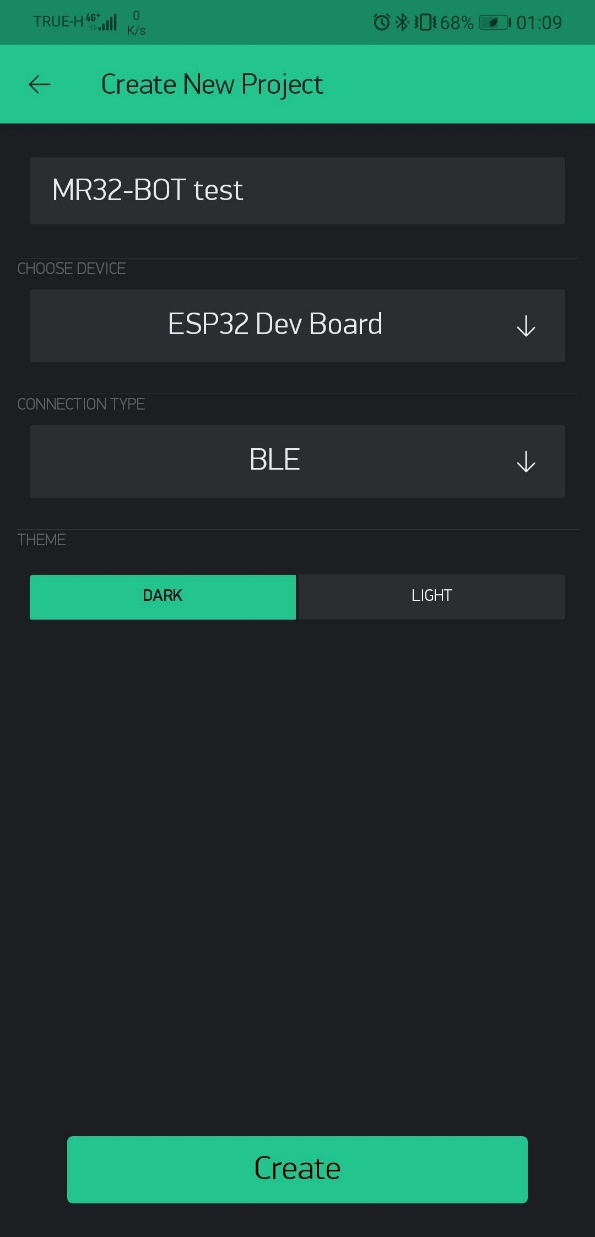 TRUE-H 4G+ 0 K/s 68% 01:09
Create New Project
MR32-BOT test
CHOOSE DEVICE
ESP32 Dev Board
CONNECTION TYPE
BLE
THEME
DARK LIGHT
Create